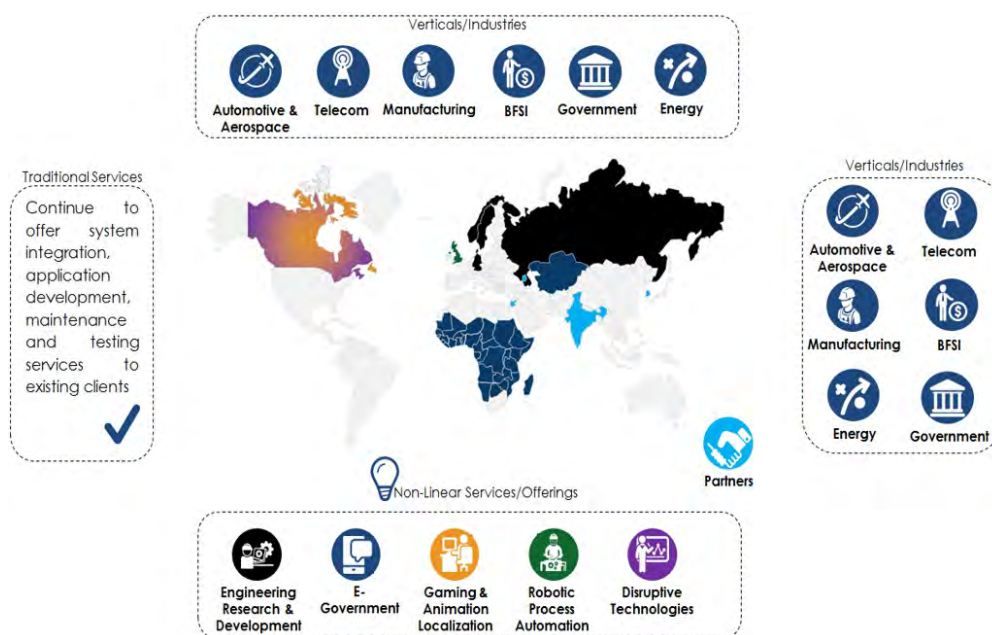 Verticals/Industries
Automotive &
Aerospace
Telecom
Manufacturing
BFSI
Government
Energy
Traditional Services
Continue to
offer system
integration,
application
development,
maintenance
and testing
services to
existing clients
Verticals/Industries
Automotive &
Aerospace
Telecom
Manufacturing
BFSI
Energy
Government
Partners
Non-Linear Services/Offerings
Engineering
Research &
Development
E-
Government
Gaming &
Animation
Localization
Robotic
Process
Automation
Disruptive
Technologies